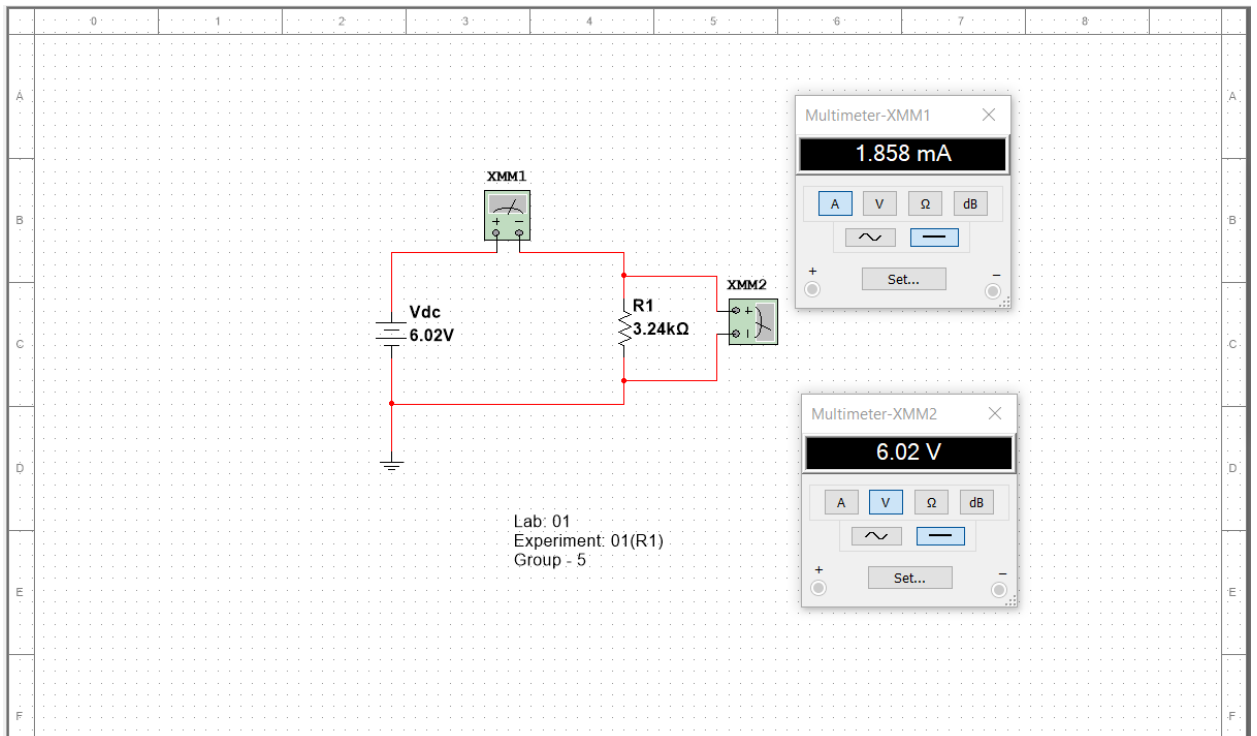 0 1 2 3 4 5 6 7 8
A A
Multimeter-XMM1
1.858 mA
XMM1
A V Ω dB
B B
+ −
+ Set... −
XMM2
Vdc
6.02V
R1
3.24kΩ
+
−
C C
Multimeter-XMM2
6.02 V
D D
A V Ω dB
Lab: 01
Experiment: 01(R1)
Group - 5
+ Set... −
E E
F F